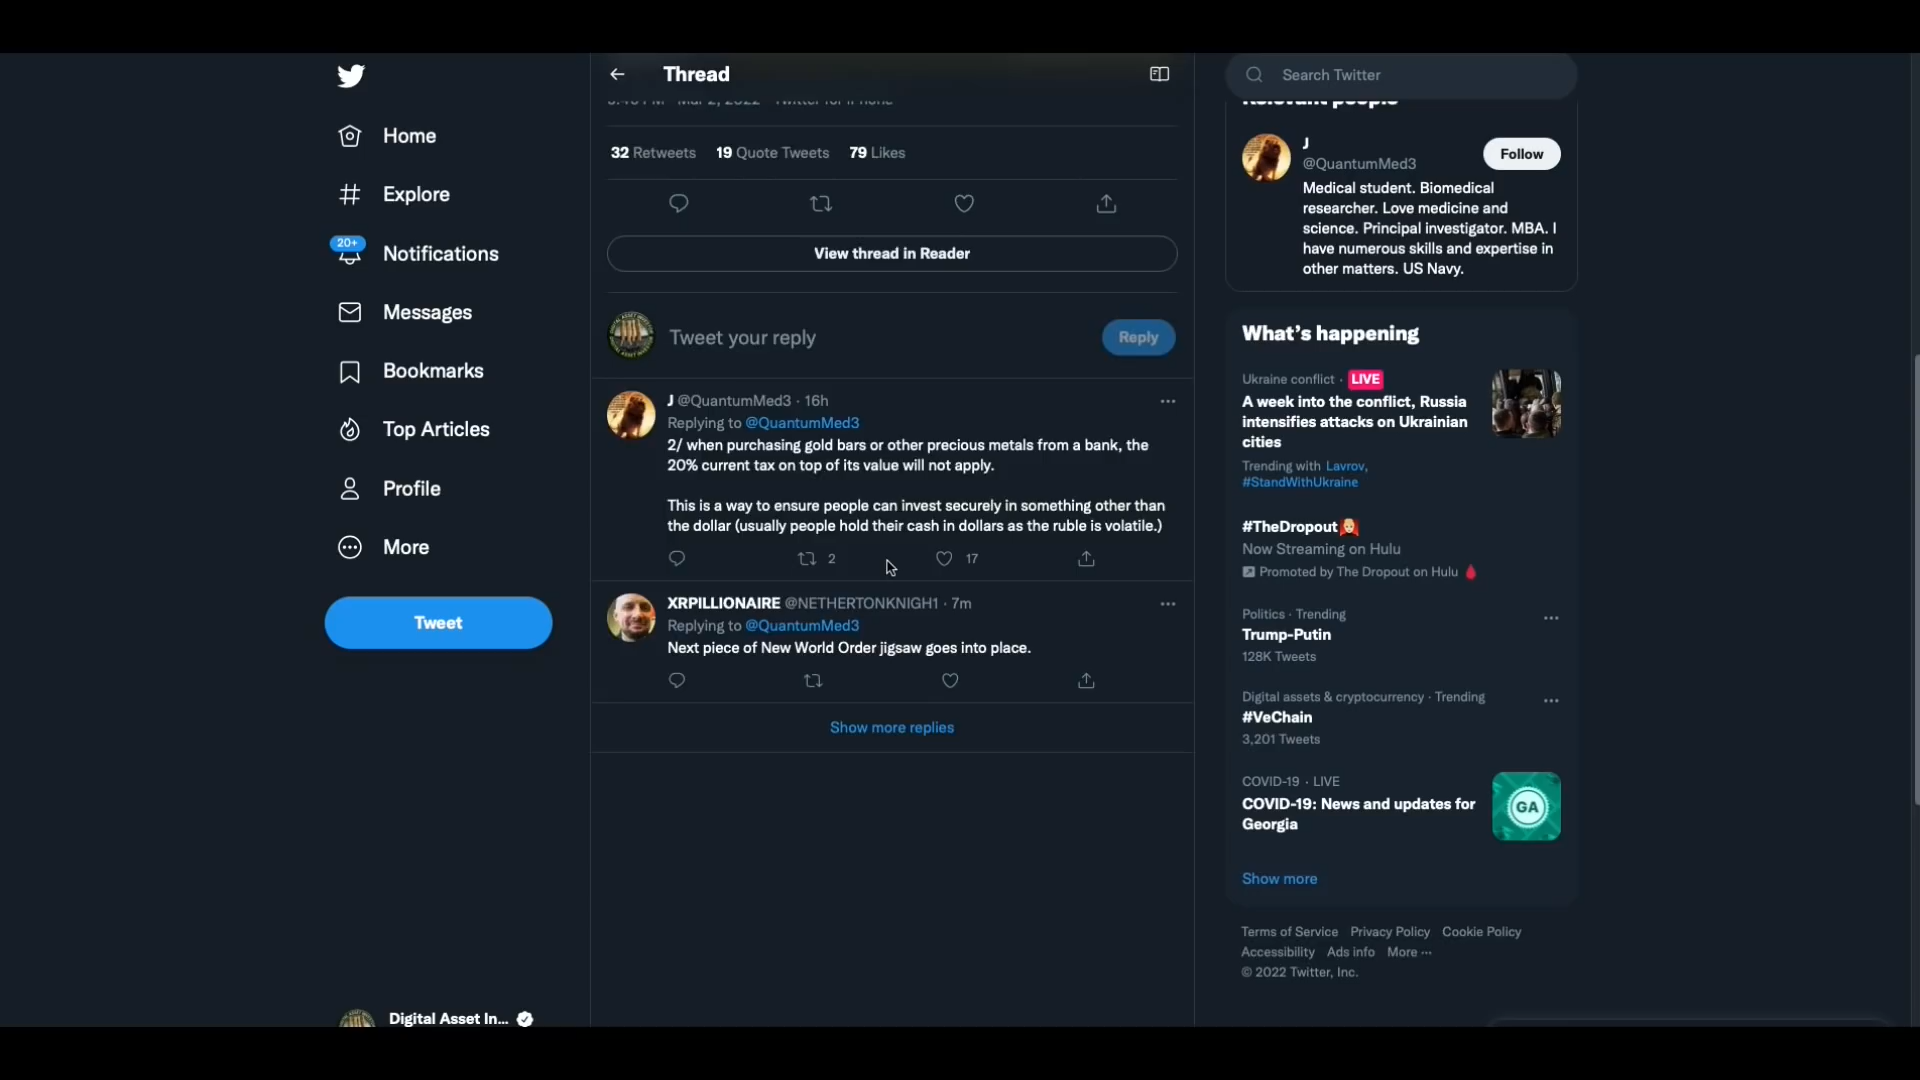 Home
Explore
20+
Notifications
Messages
Bookmarks
Top Articles
Profile
More
Tweet
Digital Asset In...
Thread
32 Retweets 19 Quote Tweets 79 Likes
View thread in Reader
Tweet your reply
Reply
J @QuantumMed3 · 16h
Replying to @QuantumMed3
2/ when purchasing gold bars or other precious metals from a bank, the
20% current tax on top of its value will not apply.
This is a way to ensure people can invest securely in something other than
the dollar (usually people hold their cash in dollars as the ruble is volatile.)
2 17
XRPILLIONAIRE @NETHERTONKNIGH1 · 7m
Replying to @QuantumMed3
Next piece of New World Order jigsaw goes into place.
Show more replies
Search Twitter
Relevant people
J
@QuantumMed3
Follow
Medical student. Biomedical
researcher. Love medicine and
science. Principal investigator. MBA. I
have numerous skills and expertise in
other matters. US Navy.
What's happening
Ukraine conflict · LIVE
A week into the conflict, Russia
intensifies attacks on Ukrainian
cities
Trending with Lavrov,
#StandWithUkraine
#TheDropout
Now Streaming on Hulu
Promoted by The Dropout on Hulu
Politics · Trending
Trump-Putin
128K Tweets
Digital assets & cryptocurrency · Trending
#VeChain
3,201 Tweets
COVID-19 · LIVE
COVID-19: News and updates for
Georgia
GA
Show more
Terms of Service Privacy Policy Cookie Policy
Accessibility Ads info More ···
© 2022 Twitter, Inc.